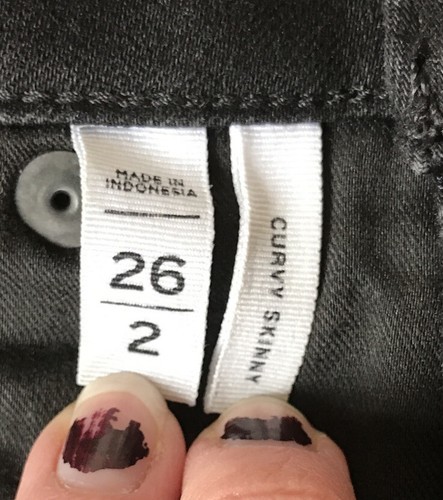 MADE IN
INDONESIA
26
2
CURVY SKINNY